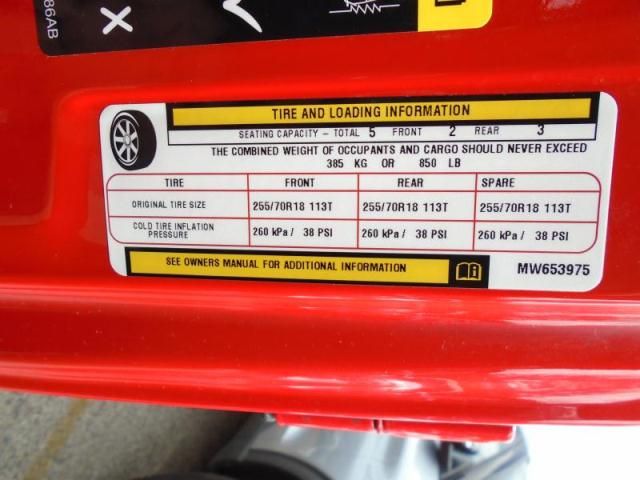 86AB
X
TIRE AND LOADING INFORMATION
SEATING CAPACITY - TOTAL 5 FRONT 2 REAR 3
THE COMBINED WEIGHT OF OCCUPANTS AND CARGO SHOULD NEVER EXCEED
385 KG OR 850 LB
TIRE FRONT REAR SPARE
ORIGINAL TIRE SIZE 255/70R18 113T 255/70R18 113T 255/70R18 113T
COLD TIRE INFLATION
PRESSURE 260 kPa / 38 PSI 260 kPa / 38 PSI 260 kPa / 38 PSI
SEE OWNERS MANUAL FOR ADDITIONAL INFORMATION
MW653975